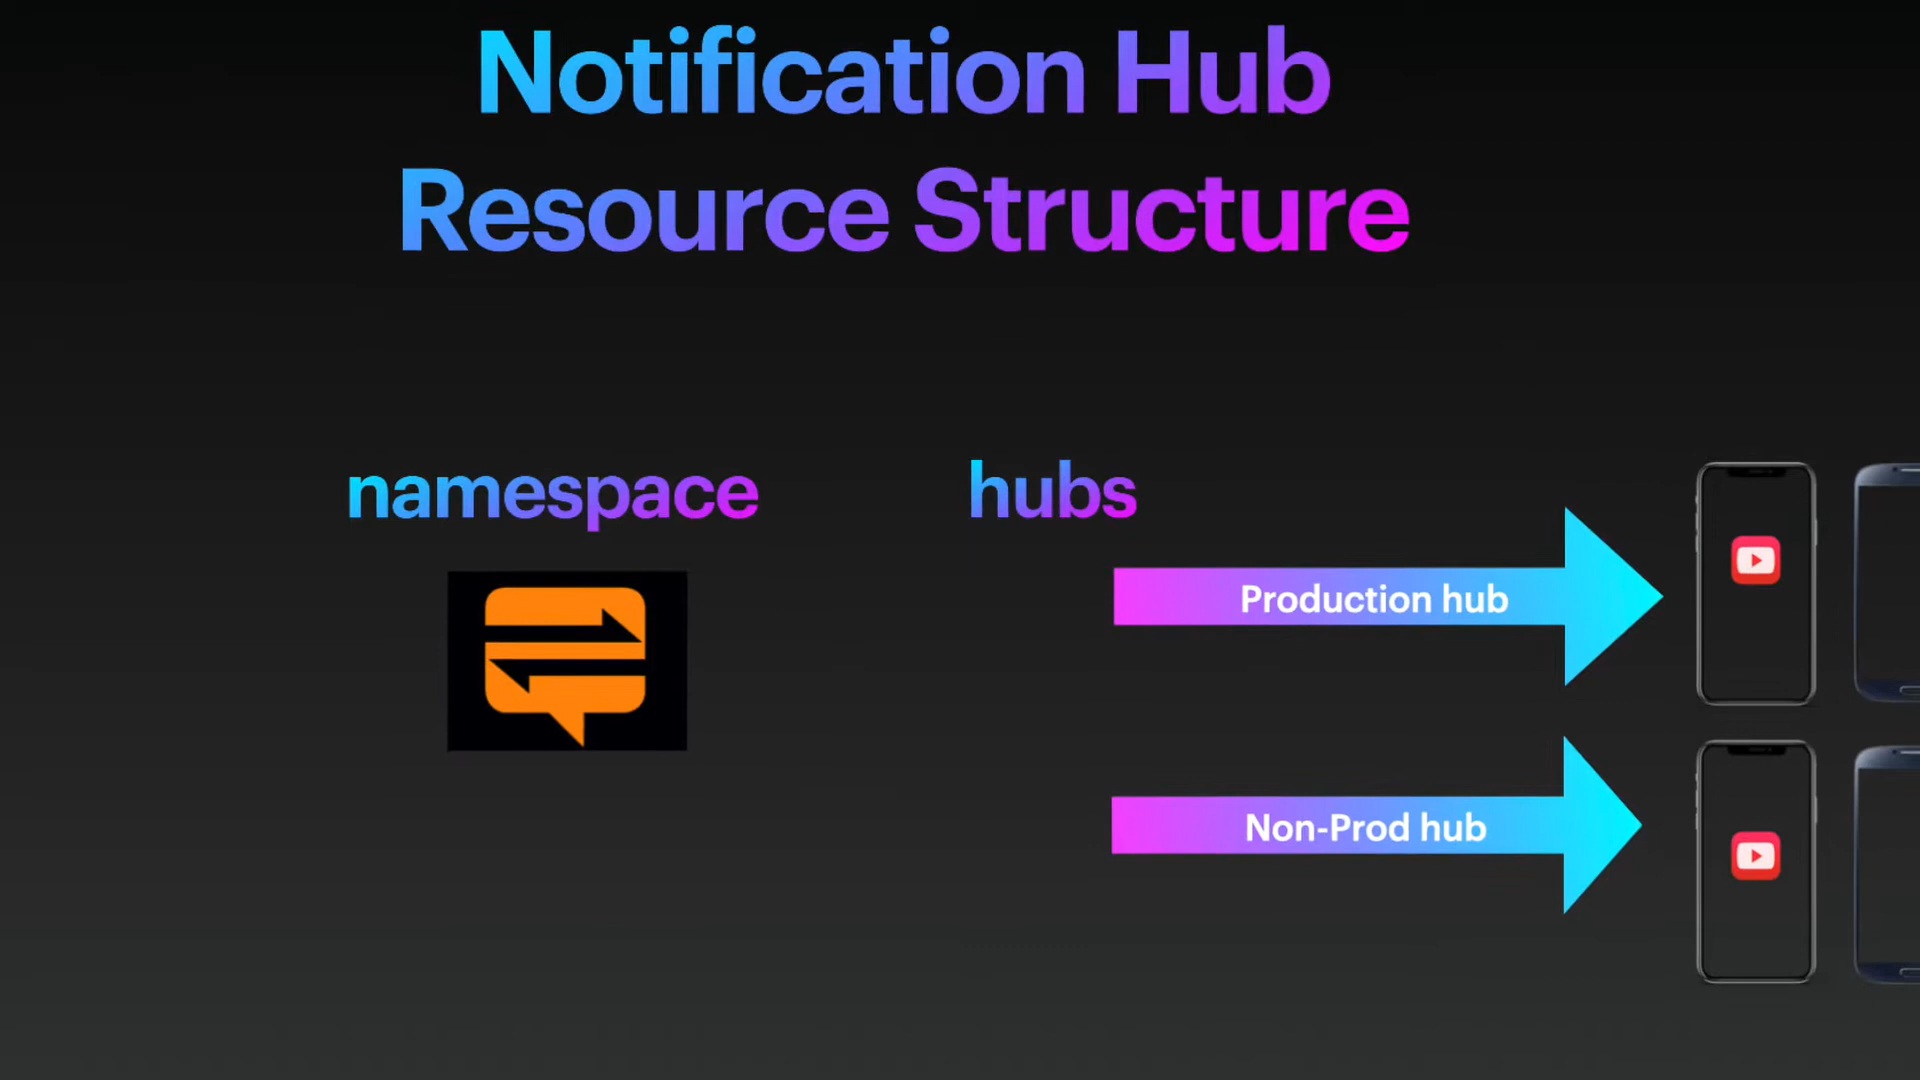 Notification Hub
Resource Structure
namespace
hubs
Production hub
Non-Prod hub